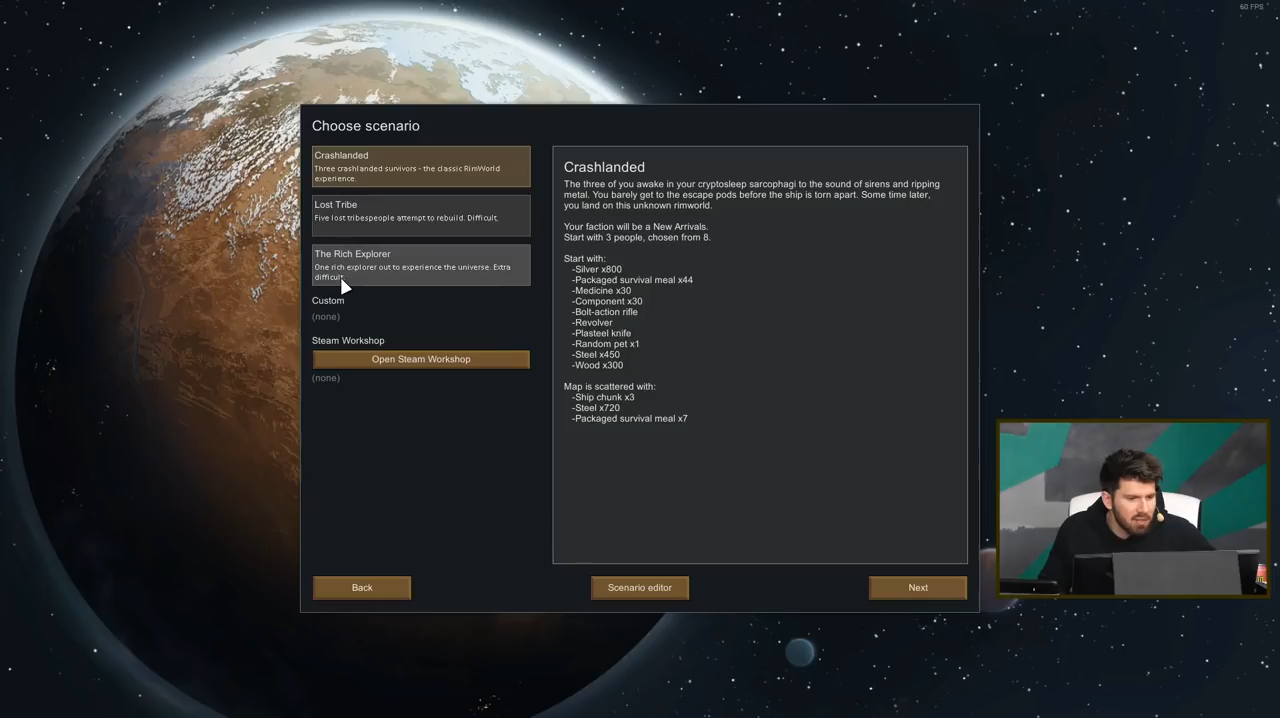 60 FPS
Choose scenario
Crashlanded
Three crashlanded survivors - the classic RimWorld
experience.
Lost Tribe
Five lost tribespeople attempt to rebuild. Difficult.
The Rich Explorer
One rich explorer out to experience the universe. Extra
difficult.
Custom
(none)
Steam Workshop
Open Steam Workshop
(none)
Crashlanded
The three of you awake in your cryptosleep sarcophagi to the sound of sirens and ripping
metal. You barely get to the escape pods before the ship is torn apart. Some time later,
you land on this unknown rimworld.
Your faction will be a New Arrivals.
Start with 3 people, chosen from 8.
Start with:
-Silver x800
-Packaged survival meal x44
-Medicine x30
-Component x30
-Bolt-action rifle
-Revolver
-Plasteel knife
-Random pet x1
-Steel x450
-Wood x300
Map is scattered with:
-Ship chunk x3
-Steel x720
-Packaged survival meal x7
Back
Scenario editor
Next